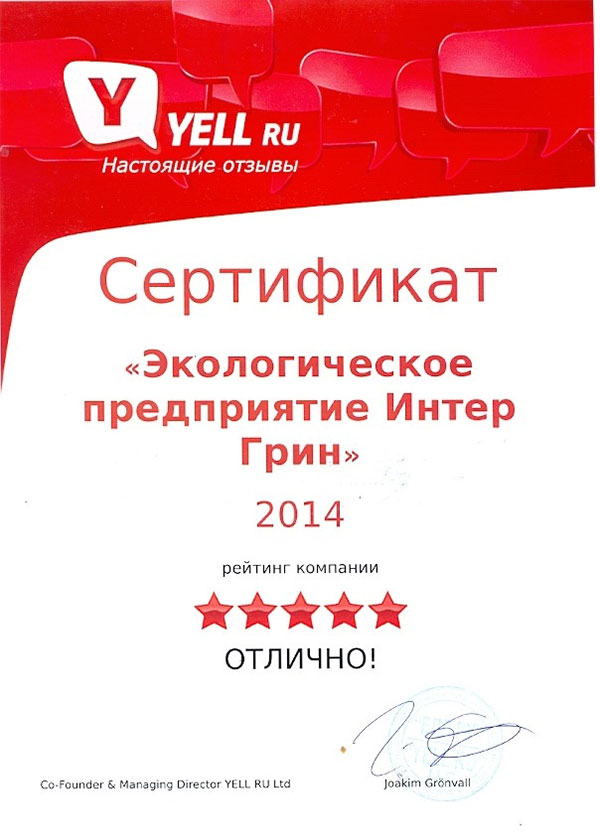 Y YELL RU
Настоящие отзывы
Сертификат
«Экологическое
предприятие Интер
Грин»
2014
рейтинг компании
ОТЛИЧНО!
Co-Founder & Managing Director YELL RU Ltd
Joakim Grönvall